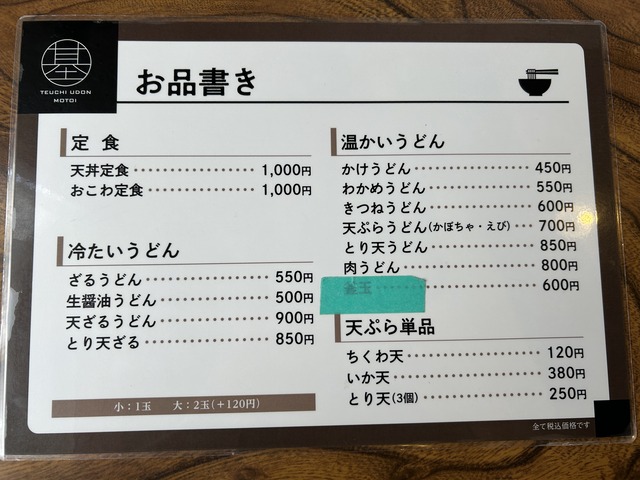 基
TEUCHI UDON
MOTOI
お品書き
定 食
天丼定食 1,000円
おこわ定食 1,000円
冷たいうどん
ざるうどん 550円
生醤油うどん 500円
天ざるうどん 900円
とり天ざる 850円
小：1玉 大：2玉(＋120円)
温かいうどん
かけうどん 450円
わかめうどん 550円
きつねうどん 600円
天ぷらうどん(かぼちゃ・えび) 700円
とり天うどん 850円
肉うどん 800円
釜玉 600円
天ぷら単品
ちくわ天 120円
いか天 380円
とり天(3個) 250円
全て税込価格です